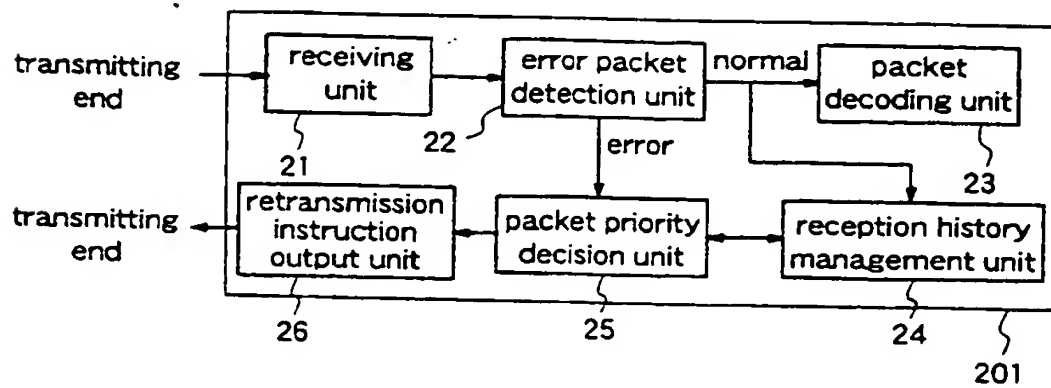 transmitting
end
receiving
unit
21
error packet
detection unit
22
normal
packet
decoding unit
23
error
transmitting
end
retransmission
instruction
output unit
26
packet priority
decision unit
25
reception history
management unit
24
201